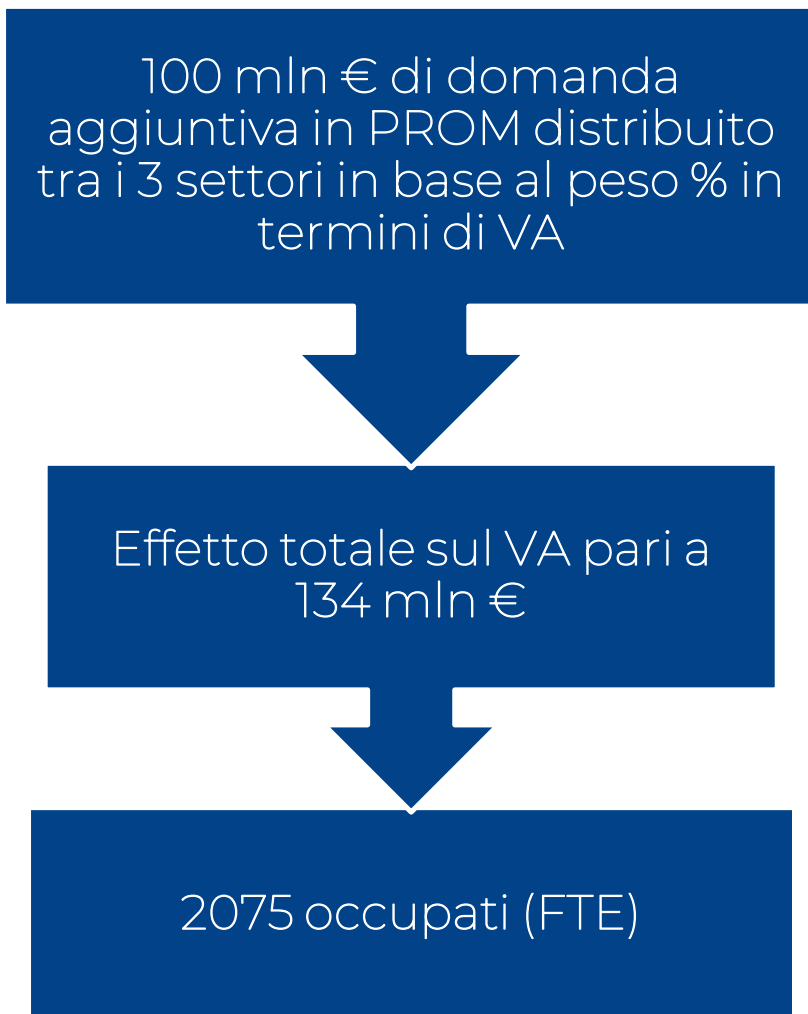 100 mln € di domanda
aggiuntiva in PROM distribuito
tra i 3 settori in base al peso % in
termini di VA
Effetto totale sul VA pari a
134 mln €
2075 occupati (FTE)